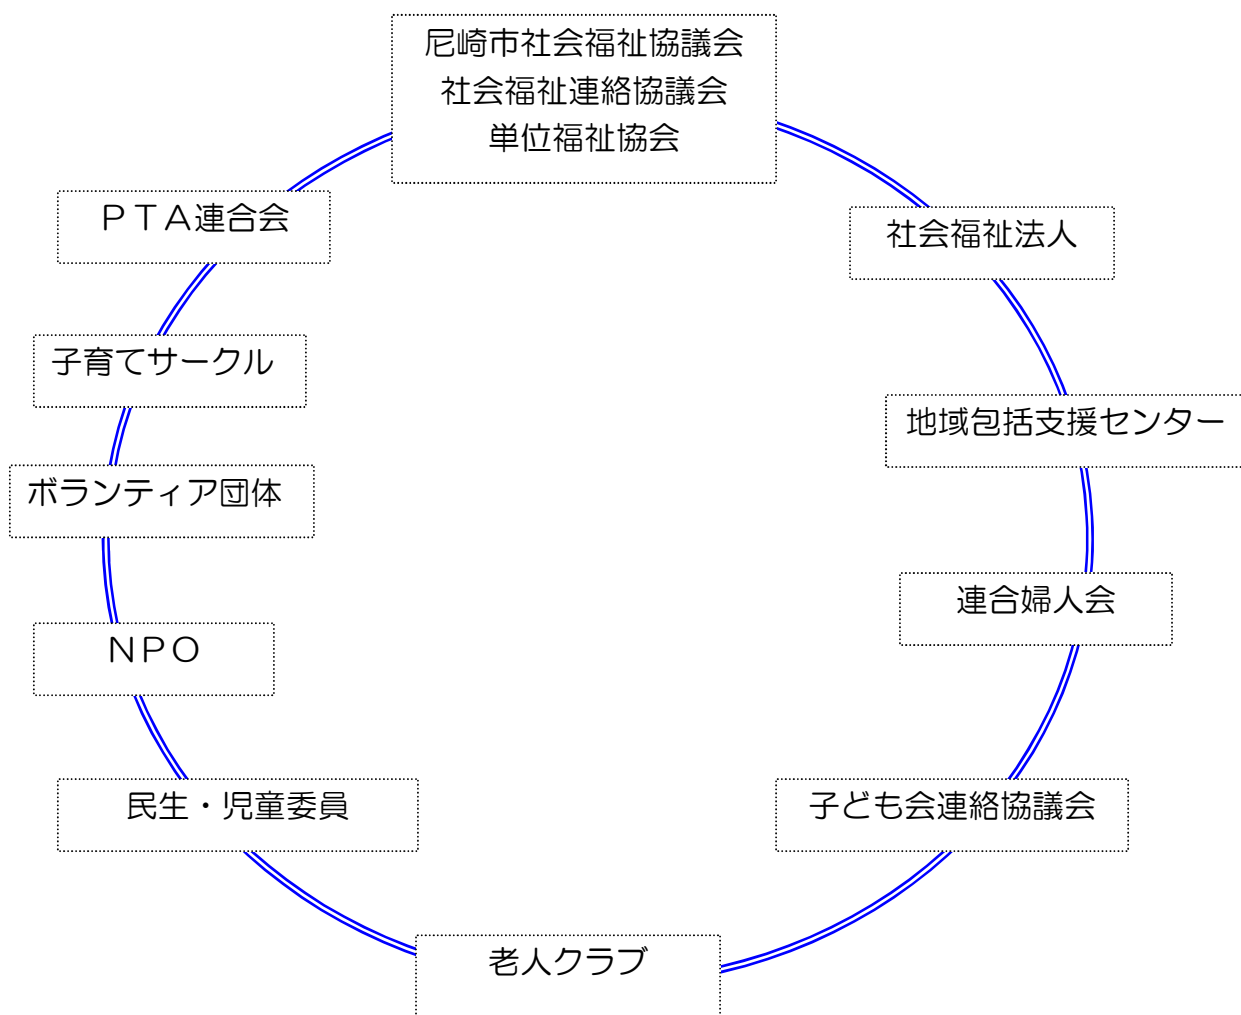 尼崎市社会福祉協議会
社会福祉連絡協議会
単位福祉協会
ＰＴＡ連合会
社会福祉法人
子育てサークル
地域包括支援センター
ボランティア団体
連合婦人会
ＮＰＯ
民生・児童委員
子ども会連絡協議会
老人クラブ